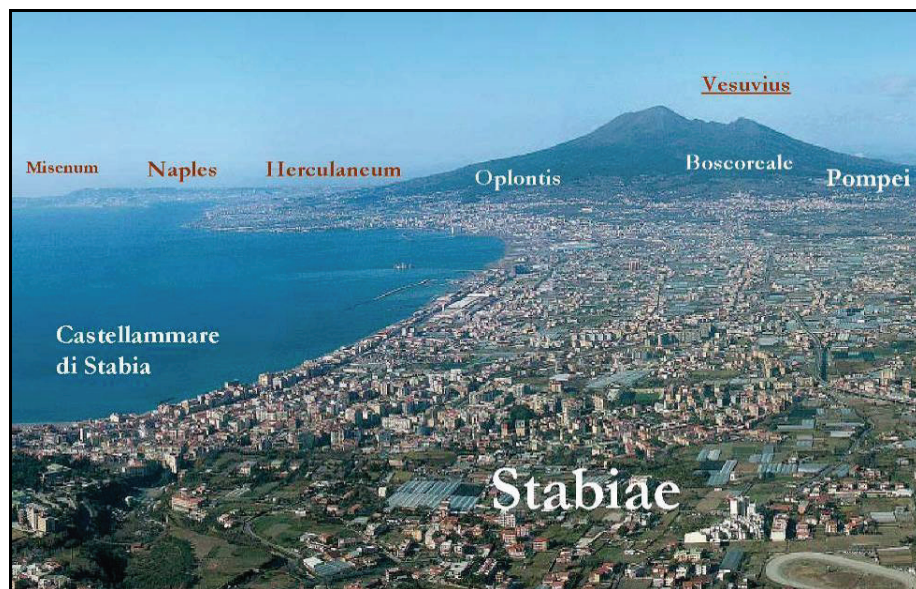 Vesuvius
Misenum
Naples
Herculaneum
Oplontis
Boscoreale
Pompei
Castellammare
di Stabia
Stabiae